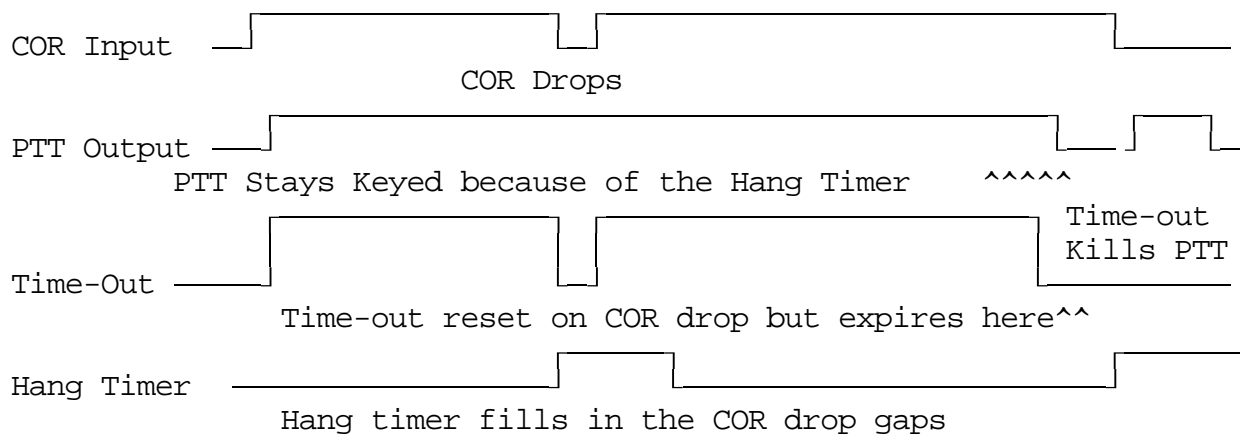 COR Input
COR Drops
PTT Output
PTT Stays Keyed because of the Hang Timer ^^^^^
Time-out
Kills PTT
Time-Out
Time-out reset on COR drop but expires here^^
Hang Timer
Hang timer fills in the COR drop gaps